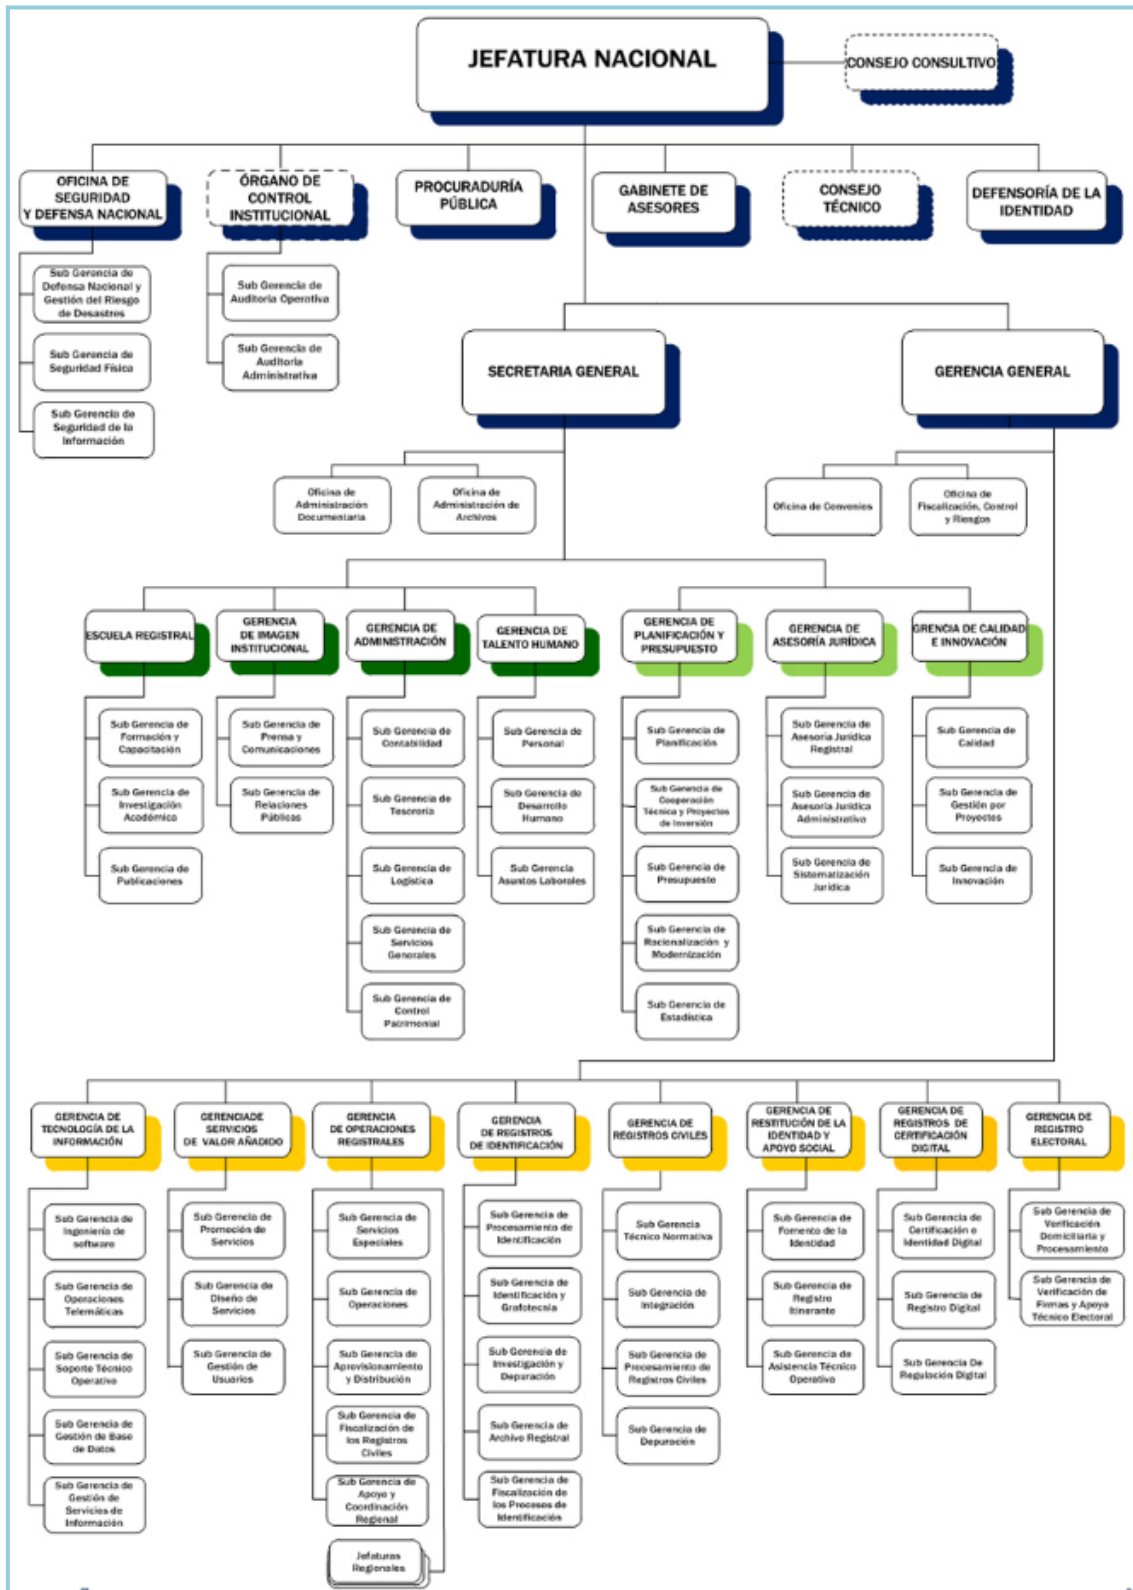 JEFATURA NACIONAL
CONSEJO CONSULTIVO
OFICINA DE
SEGURIDAD
Y DEFENSA NACIONAL
ÓRGANO DE
CONTROL
INSTITUCIONAL
PROCURADURÍA
PÚBLICA
GABINETE DE
ASESORES
CONSEJO
TÉCNICO
DEFENSORÍA DE LA
IDENTIDAD
Sub Gerencia de
Defensa Nacional y
Gestión del Riesgo
de Desastres
Sub Gerencia de
Seguridad Física
Sub Gerencia de
Seguridad de la
Información
Sub Gerencia de
Auditoria Operativa
Sub Gerencia de
Auditoria
Administrativa
SECRETARIA GENERAL
GERENCIA GENERAL
Oficina de
Administración
Documentaria
Oficina de
Administración de
Archivos
Oficina de Convenios
Oficina de
Fiscalización, Control
y Riesgos
ESCUELA REGISTRAL
GERENCIA
DE IMAGEN
INSTITUCIONAL
GERENCIA DE
ADMINISTRACIÓN
GERENCIA DE
TALENTO HUMANO
GERENCIA DE
PLANIFICACIÓN Y
PRESUPUESTO
GERENCIA DE
ASESORÍA JURÍDICA
GRENCIA DE CALIDAD
E INNOVACIÓN
Sub Gerencia de
Formación y
Capacitación
Sub Gerencia de
Investigación
Académica
Sub Gerencia de
Publicaciones
Sub Gerencia de
Prensa y
Comunicaciones
Sub Gerencia de
Relaciones
Públicas
Sub Gerencia de
Contabilidad
Sub Gerencia de
Tesorería
Sub Gerencia de
Logística
Sub Gerencia de
Servicios
Generales
Sub Gerencia de
Control
Patrimonial
Sub Gerencia de
Personal
Sub Gerencia de
Desarrollo
Humano
Sub Gerencia
Asuntos Laborales
Sub Gerencia de
Planificación
Sub Gerencia de
Cooperación
Técnica y Proyectos
de Inversión
Sub Gerencia de
Presupuesto
Sub Gerencia de
Racionalización y
Modernización
Sub Gerencia de
Estadística
Sub Gerencia de
Asesoría Jurídica
Registral
Sub Gerencia de
Asesoría Jurídica
Administrativa
Sub Gerencia de
Sistematización
Jurídica
Sub Gerencia de
Calidad
Sub Gerencia de
Gestión por
Proyectos
Sub Gerencia de
Innovación
GERENCIA DE
TECNOLOGÍA DE LA
INFORMACIÓN
GERENCIADE
SERVICIOS
DE VALOR AÑADIDO
GERENCIA
DE OPERACIONES
REGISTRALES
GERENCIA
DE REGISTROS
DE IDENTIFICACIÓN
GERENCIA DE
REGISTROS CIVILES
GERENCIA DE
RESTITUCIÓN DE LA
IDENTIDAD Y
APOYO SOCIAL
GERENCIA DE
REGISTROS DE
CERTIFICACIÓN
DIGITAL
GERENCIA DE
REGISTRO
ELECTORAL
Sub Gerencia de
Ingeniería de
software
Sub Gerencia de
Operaciones
Telemáticas
Sub Gerencia de
Soporte Técnico
Operativo
Sub Gerencia de
Gestión de Base
de Datos
Sub Gerencia de
Gestión de
Servicios de
Información
Sub Gerencia de
Promoción de
Servicios
Sub Gerencia de
Diseño de
Servicios
Sub Gerencia de
Gestión de
Usuarios
Sub Gerencia de
Servicios
Especiales
Sub Gerencia de
Operaciones
Sub Gerencia de
Aprovisionamiento
y Distribución
Sub Gerencia de
Fiscalización de
los Registros
Civiles
Sub Gerencia de
Apoyo y
Coordinación
Regional
Jefaturas
Regionales
Sub Gerencia de
Procesamiento de
Identificación
Sub Gerencia de
Identificación y
Grafotecnia
Sub Gerencia de
Investigación y
Depuración
Sub Gerencia de
Archivo Registral
Sub Gerencia de
Fiscalización de
los Procesos de
Identificación
Sub Gerencia
Técnico Normativa
Sub Gerencia de
Integración
Sub Gerencia de
Procesamiento de
Registros Civiles
Sub Gerencia de
Depuración
Sub Gerencia de
Fomento de la
Identidad
Sub Gerencia de
Registro
Itinerante
Sub Gerencia de
Asistencia Técnico
Operativa
Sub Gerencia de
Certificación e
Identidad Digital
Sub Gerencia de
Registro Digital
Sub Gerencia De
Regulación Digital
Sub Gerencia de
Verificación
Domiciliaria y
Procesamiento
Sub Gerencia de
Verificación de
Firmas y Apoyo
Técnico Electoral